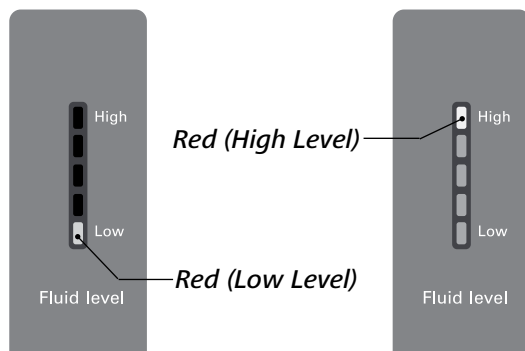 High
Low
Fluid level
Red (High Level)
Red (Low Level)
High
Low
Fluid level